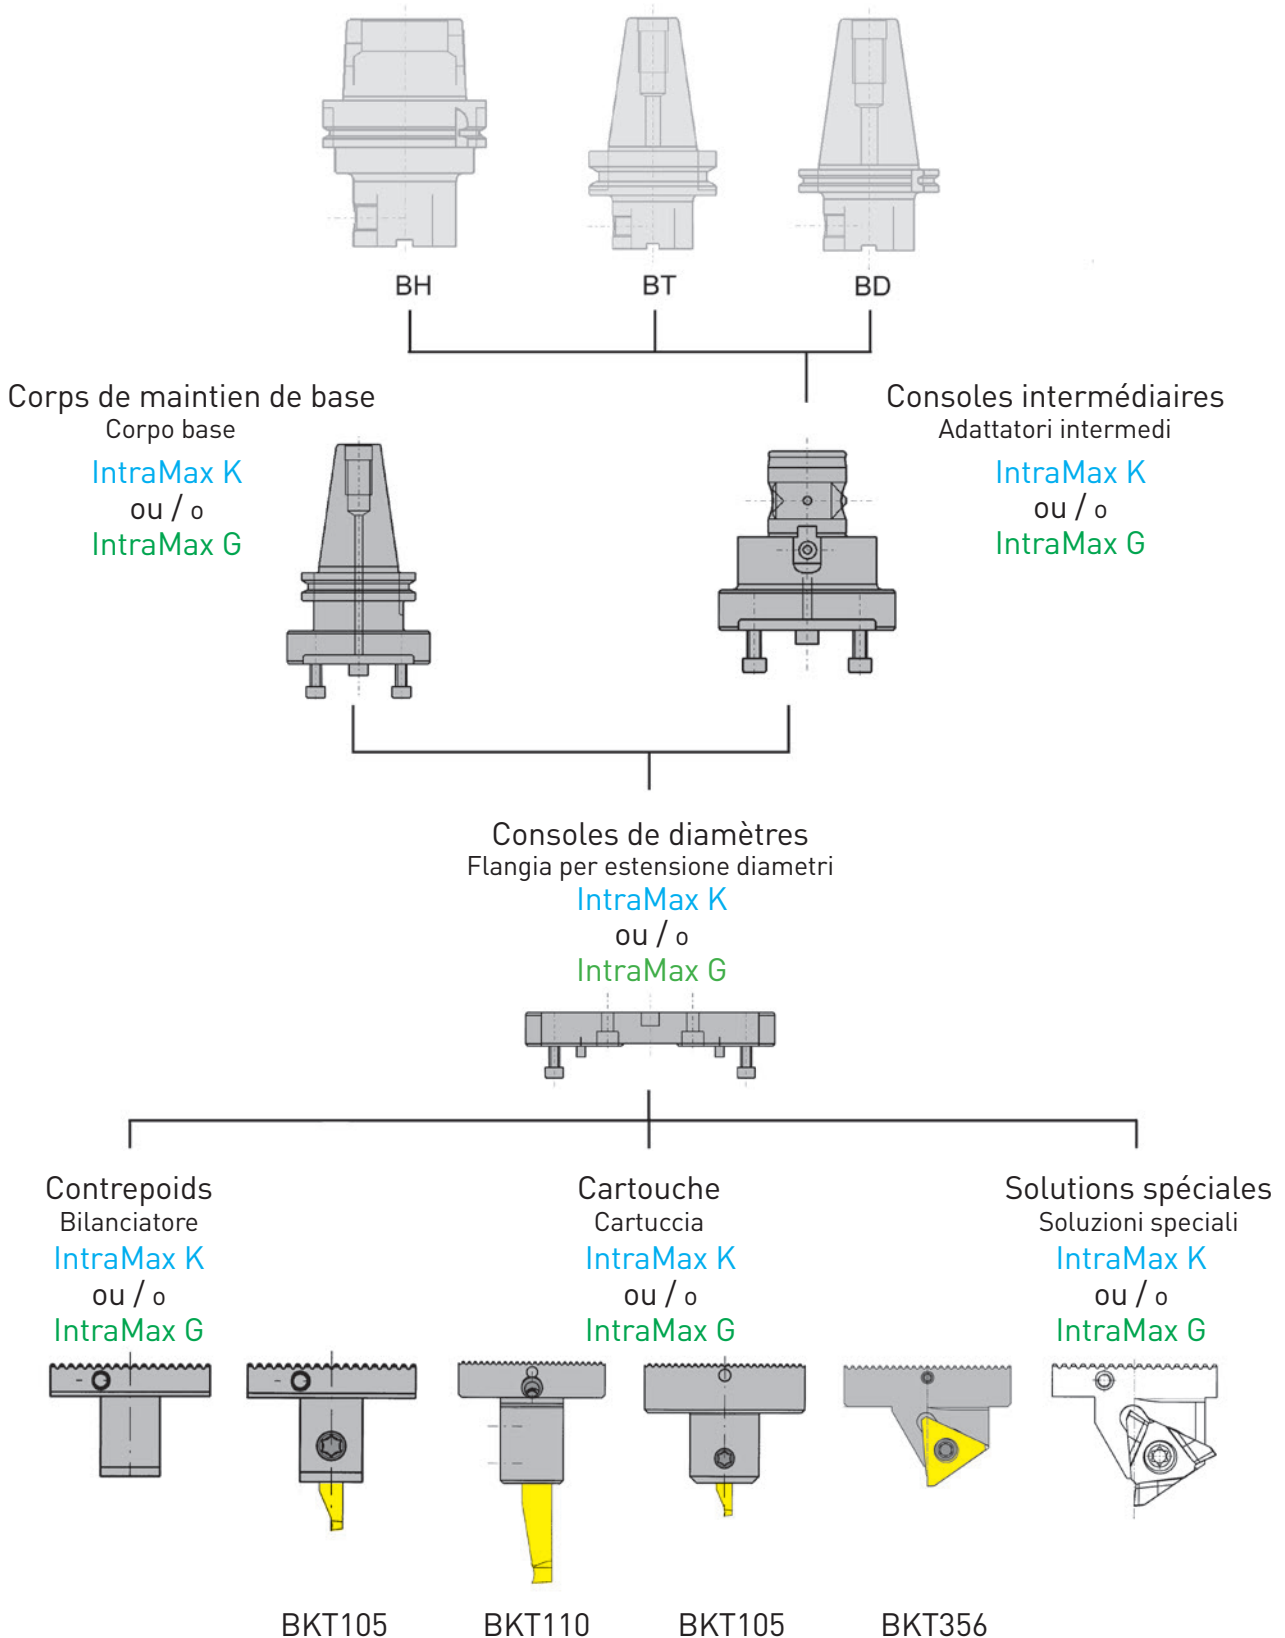 BH
BT
BD
Corps de maintien de base
Corpo base
IntraMax K
ou / o
IntraMax G
Consoles intermédiaires
Adattatori intermedi
IntraMax K
ou / o
IntraMax G
Consoles de diamètres
Flangia per estensione diametri
IntraMax K
ou / o
IntraMax G
Contrepoids
Bilanciatore
IntraMax K
ou / o
IntraMax G
Cartouche
Cartuccia
IntraMax K
ou / o
IntraMax G
Solutions spéciales
Soluzioni speciali
IntraMax K
ou / o
IntraMax G
BKT105
BKT110
BKT105
BKT356